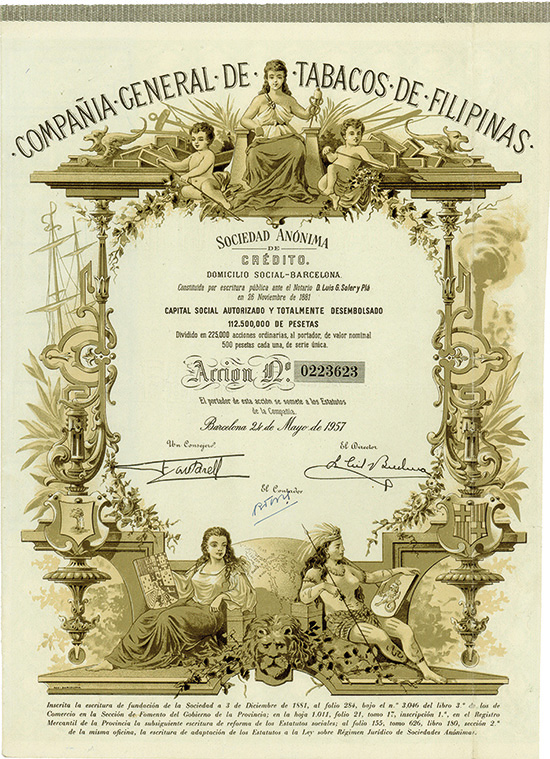 ·COMPAÑIA·GENERAL·DE·TABACOS·DE·FILIPINAS·
SOCIEDAD ANÓNIMA
DE
CRÉDITO.
DOMICILIO SOCIAL-BARCELONA.
Constituida por escritura pública ante el Notario D. Luis G. Soler y Plá
en 26 Noviembre de 1881
CAPITAL SOCIAL AUTORIZADO Y TOTALMENTE DESEMBOLSADO
112.500,000 DE PESETAS
Dividido en 225,000 acciones ordinarias, al portador, de valor nominal
500 pesetas cada una, de serie única.
Acción Nº. 0223623
El portador de esta acción se somete a los Estatutos
de la Compañía.
Barcelona 24 de Mayo de 1957
Un Consejero El Director
El Contador
Inscrita la escritura de fundación de la Sociedad a 3 de Diciembre de 1881, al folio 284, bajo el n.º 3,046 del libro 3.º de los de
Comercio en la Sección de Fomento del Gobierno de la Provincia; en la hoja 1.011, folio 21, tomo 1º, inscripción 1.ª, en el Registro
Mercantil de la Provincia la subsiguiente escritura de reforma de los Estatutos sociales; al folio 155, tomo 626, libro 180, sección 2.ª
de la misma oficina, la escritura de adaptación de los Estatutos a la Ley sobre Régimen Jurídico de Sociedades Anónimas.